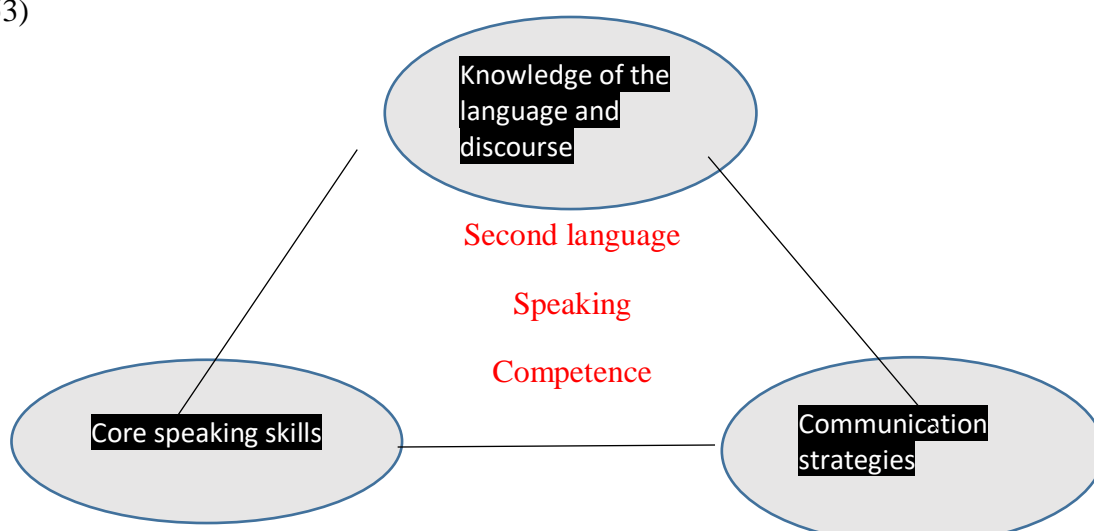 3)
Knowledge of the
language and
discourse
Second language
Speaking
Competence
Core speaking skills
Communication
strategies